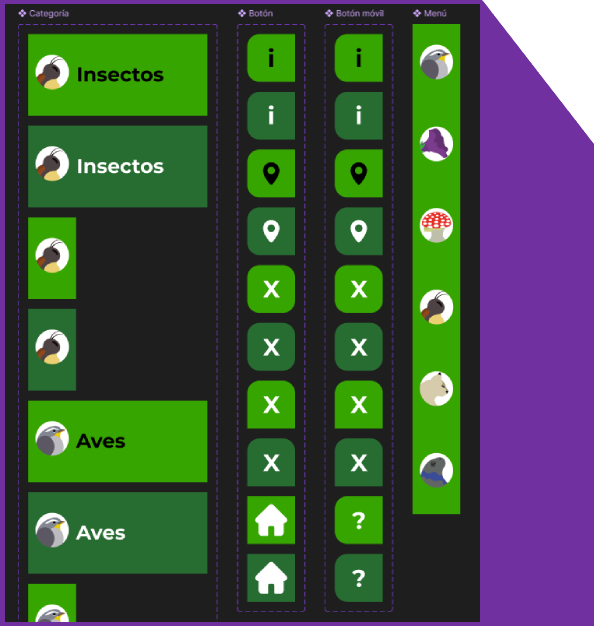 Categoría
Botón
Botón móvil
Menú
Insectos
Insectos
Aves
Aves
i
i
X
X
X
X
i
i
X
X
X
X
?
?